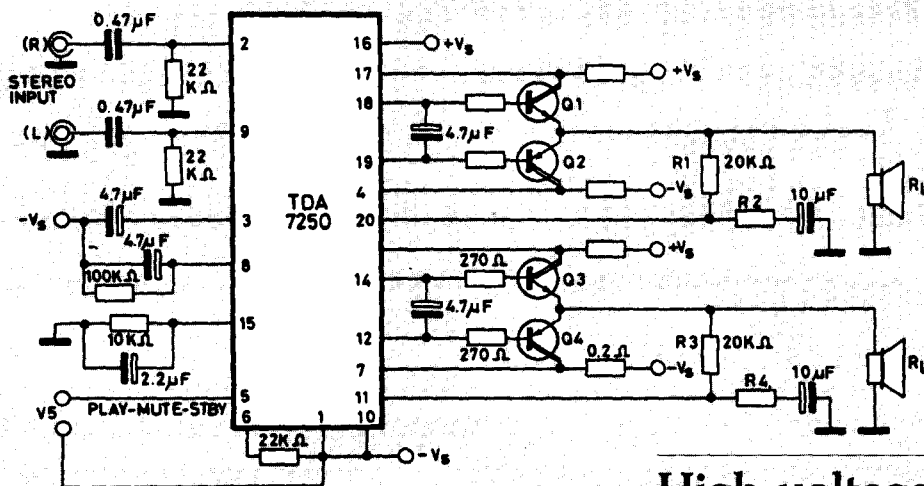 (R)
0.47µF
STEREO
INPUT
22
KΩ
2
(L)
0.47µF
22
KΩ
9
-Vs
4.7µF
3
4.7µF
8
100KΩ
15
10KΩ
2.2µF
V5
PLAY-MUTE-STBY
5
6
1
10
22KΩ
-Vs
TDA
7250
16
+Vs
17
+Vs
18
Q1
4.7µF
19
Q2
4
-Vs
20
R1
20KΩ
R2
10µF
RL
+Vs
14
270Ω
Q3
4.7µF
12
270Ω
Q4
0.2Ω
7
-Vs
11
R3
20KΩ
R4
10µF
RL
High voltage